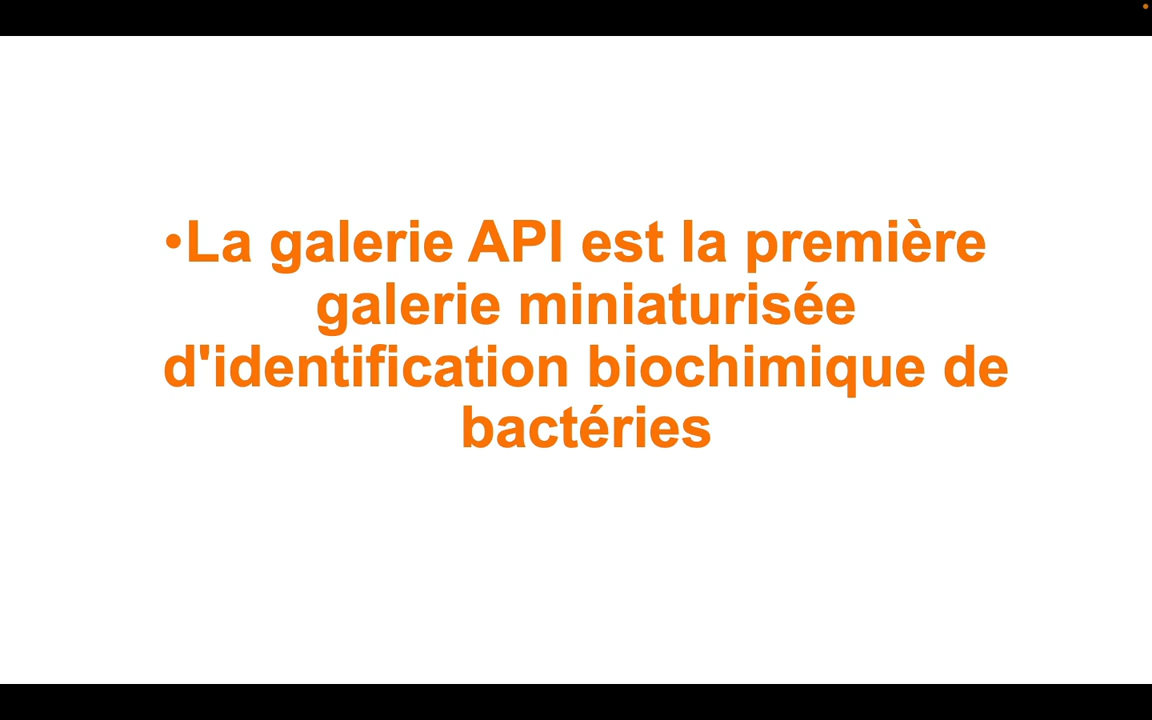 •La galerie API est la première
galerie miniaturisée
d'identification biochimique de
bactéries